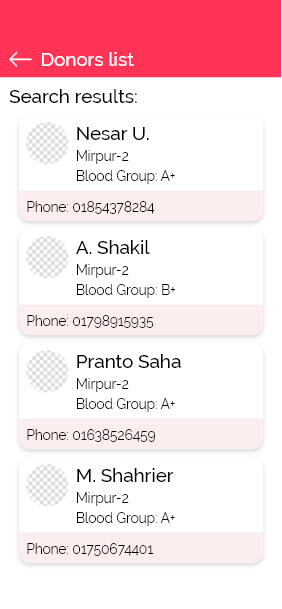 Donors list
Search results:
Nesar U.
Mirpur-2
Blood Group: A+
Phone: 01854378284
A. Shakil
Mirpur-2
Blood Group: B+
Phone: 01798915935
Pranto Saha
Mirpur-2
Blood Group: A+
Phone: 01638526459
M. Shahrier
Mirpur-2
Blood Group: A+
Phone: 01750674401